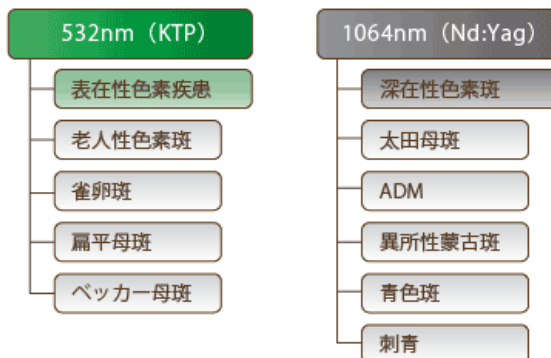 532nm（KTP）
表在性色素疾患
老人性色素斑
雀卵斑
扁平母斑
ベッカー母斑
1064nm（Nd:Yag）
深在性色素斑
太田母斑
ADM
異所性蒙古斑
青色斑
刺青